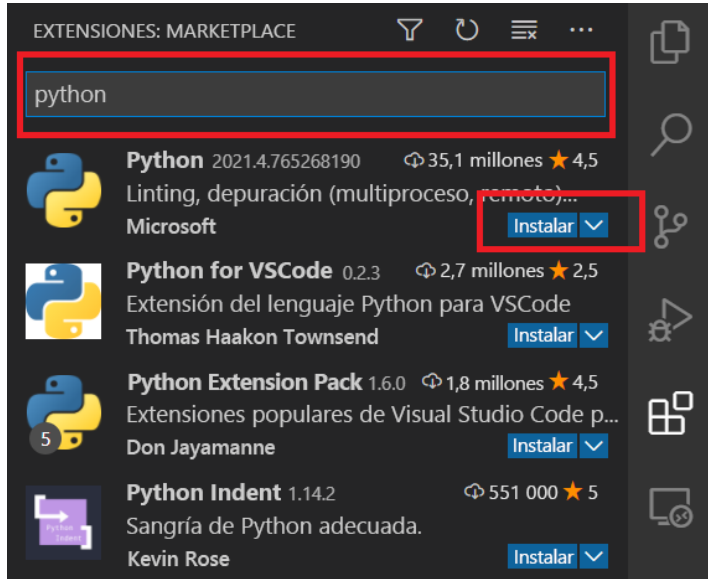 EXTENSIONES: MARKETPLACE
python
Python 2021.4.765268190 35,1 millones 4,5
Linting, depuración (multiproceso, remoto)...
Microsoft Instalar
Python for VSCode 0.2.3 2,7 millones 2,5
Extensión del lenguaje Python para VSCode
Thomas Haakon Townsend Instalar
Python Extension Pack 1.6.0 1,8 millones 4,5
Extensiones populares de Visual Studio Code p...
5
Don Jayamanne Instalar
Python Indent 1.14.2 551 000 5
Python
Indent
Sangría de Python adecuada.
Kevin Rose Instalar